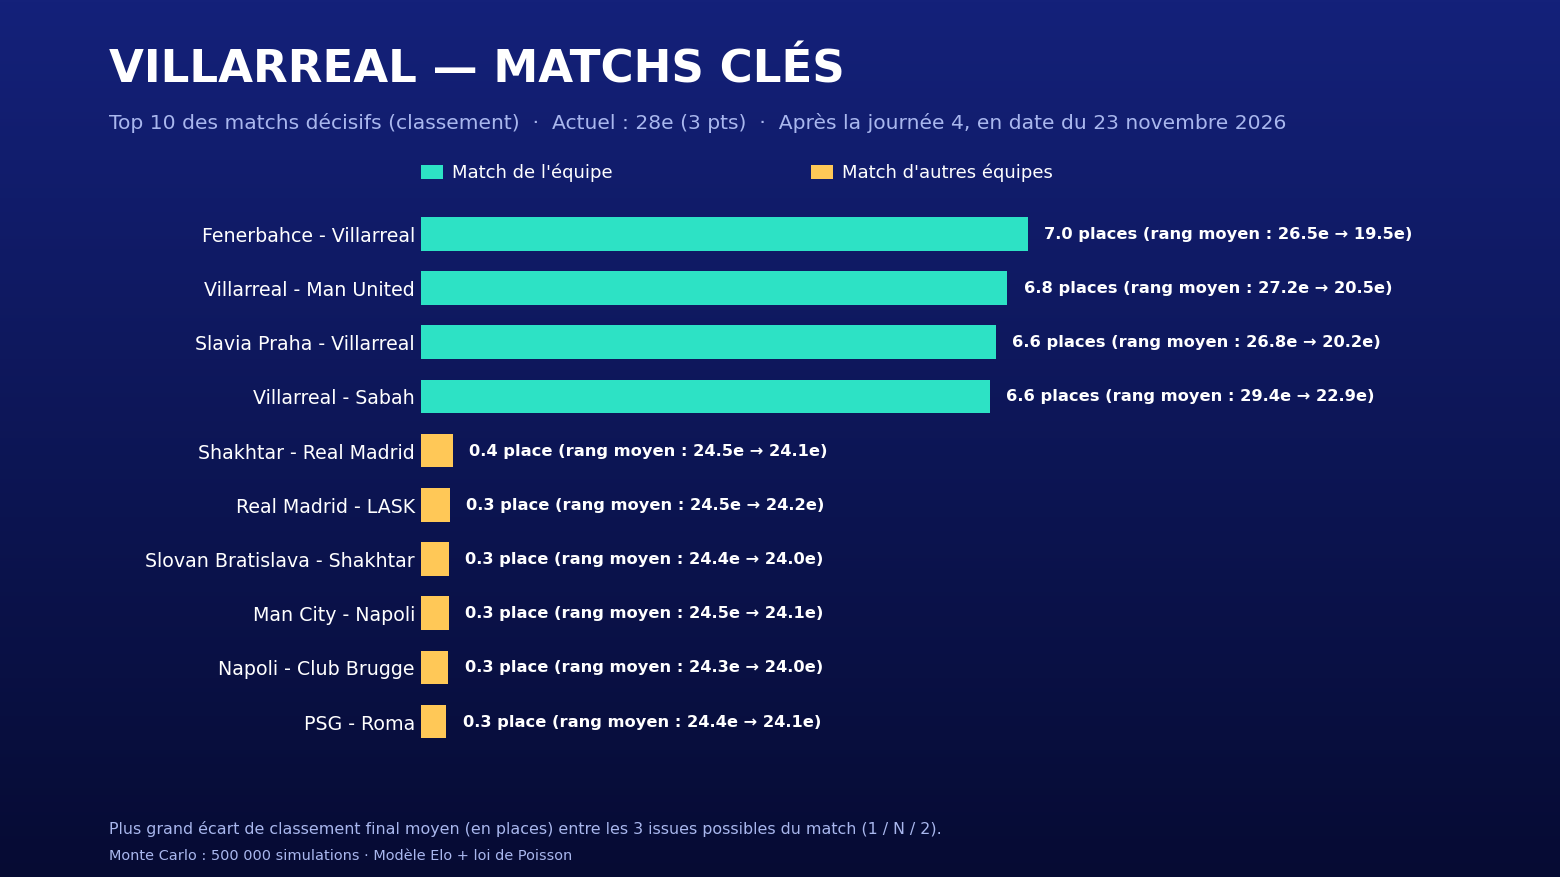 VILLARREAL — MATCHS CLÉS
Top 10 des matchs décisifs (classement) · Actuel : 28e (3 pts) · Après la journée 4, en date du 23 novembre 2026
Match de l'équipe
Match d'autres équipes
Fenerbahce - Villarreal 7.0 places (rang moyen : 26.5e → 19.5e)
Villarreal - Man United 6.8 places (rang moyen : 27.2e → 20.5e)
Slavia Praha - Villarreal 6.6 places (rang moyen : 26.8e → 20.2e)
Villarreal - Sabah 6.6 places (rang moyen : 29.4e → 22.9e)
Shakhtar - Real Madrid 0.4 place (rang moyen : 24.5e → 24.1e)
Real Madrid - LASK 0.3 place (rang moyen : 24.5e → 24.2e)
Slovan Bratislava - Shakhtar 0.3 place (rang moyen : 24.4e → 24.0e)
Man City - Napoli 0.3 place (rang moyen : 24.5e → 24.1e)
Napoli - Club Brugge 0.3 place (rang moyen : 24.3e → 24.0e)
PSG - Roma 0.3 place (rang moyen : 24.4e → 24.1e)
Plus grand écart de classement final moyen (en places) entre les 3 issues possibles du match (1 / N / 2).
Monte Carlo : 500 000 simulations · Modèle Elo + loi de Poisson